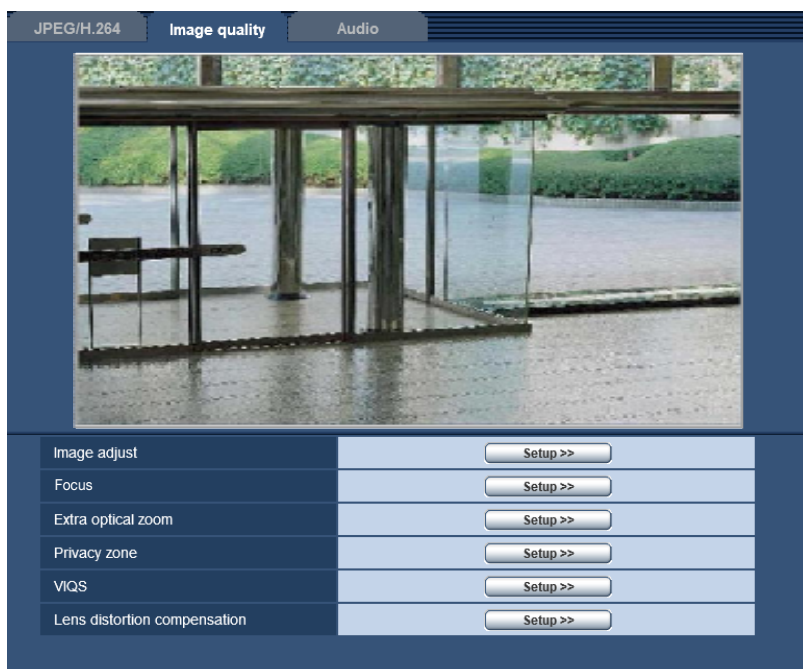 JPEG/H.264 Image quality Audio
Image adjust Setup >>
Focus Setup >>
Extra optical zoom Setup >>
Privacy zone Setup >>
VIQS Setup >>
Lens distortion compensation Setup >>